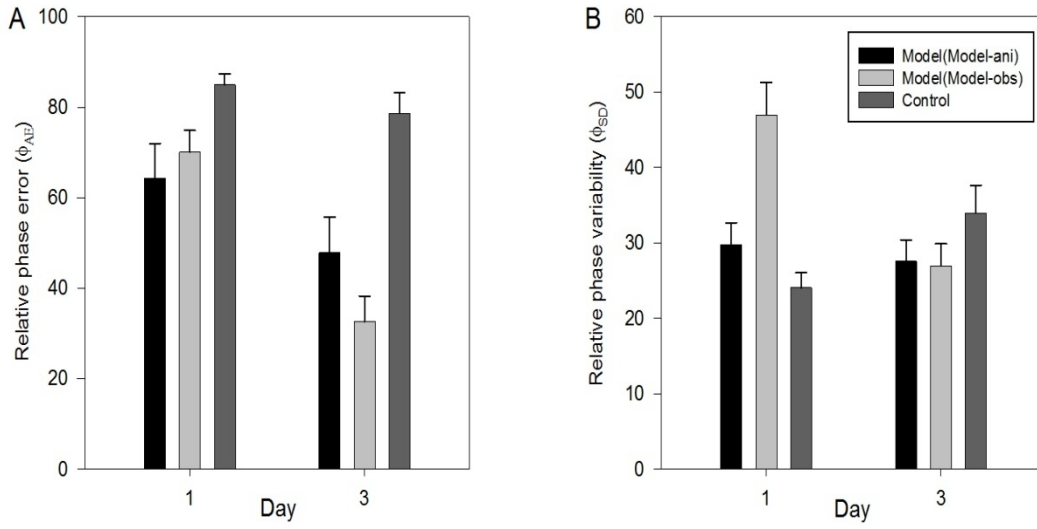 A
Relative phase error (ϕAE)
100
80
60
40
20
0
1
3
Day
B
Relative phase variability (ϕSD)
60
50
40
30
20
10
0
1
3
Day
Model(Model-ani)
Model(Model-obs)
Control